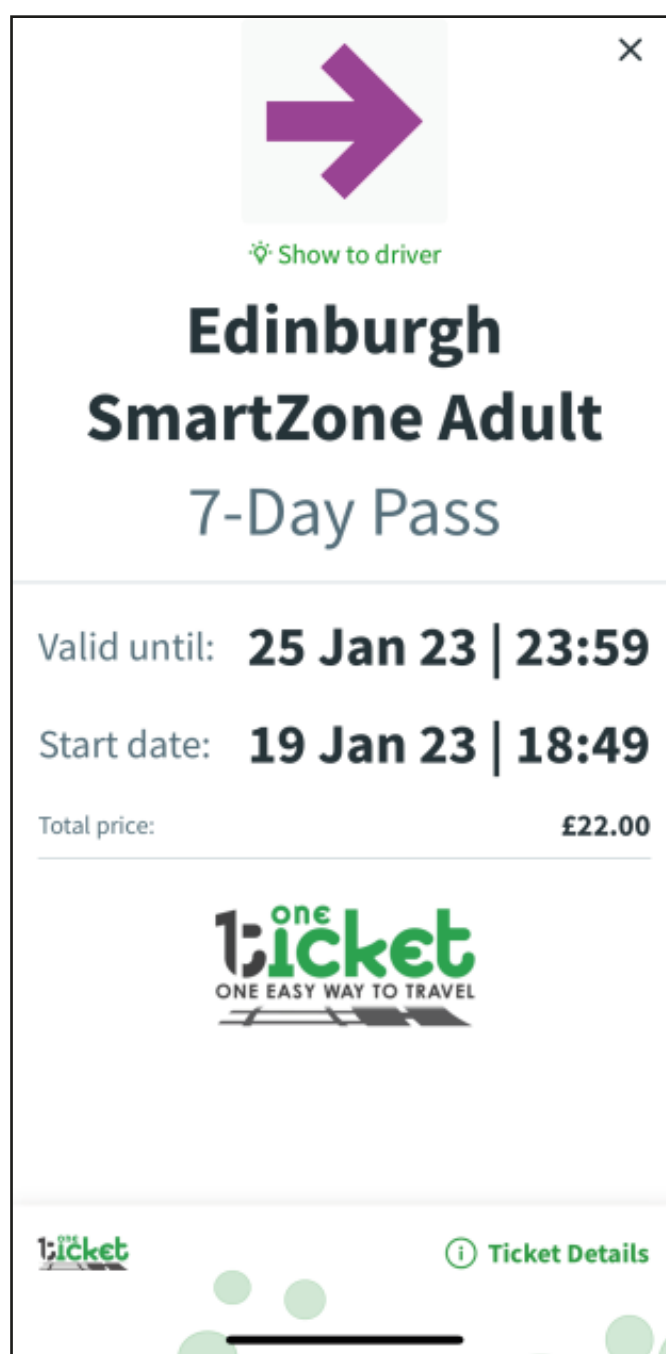 Show to driver
Edinburgh
SmartZone Adult
7-Day Pass
Valid until: 25 Jan 23 | 23:59
Start date: 19 Jan 23 | 18:49
Total price: £22.00
one
ticket
ONE EASY WAY TO TRAVEL
one
ticket
Ticket Details